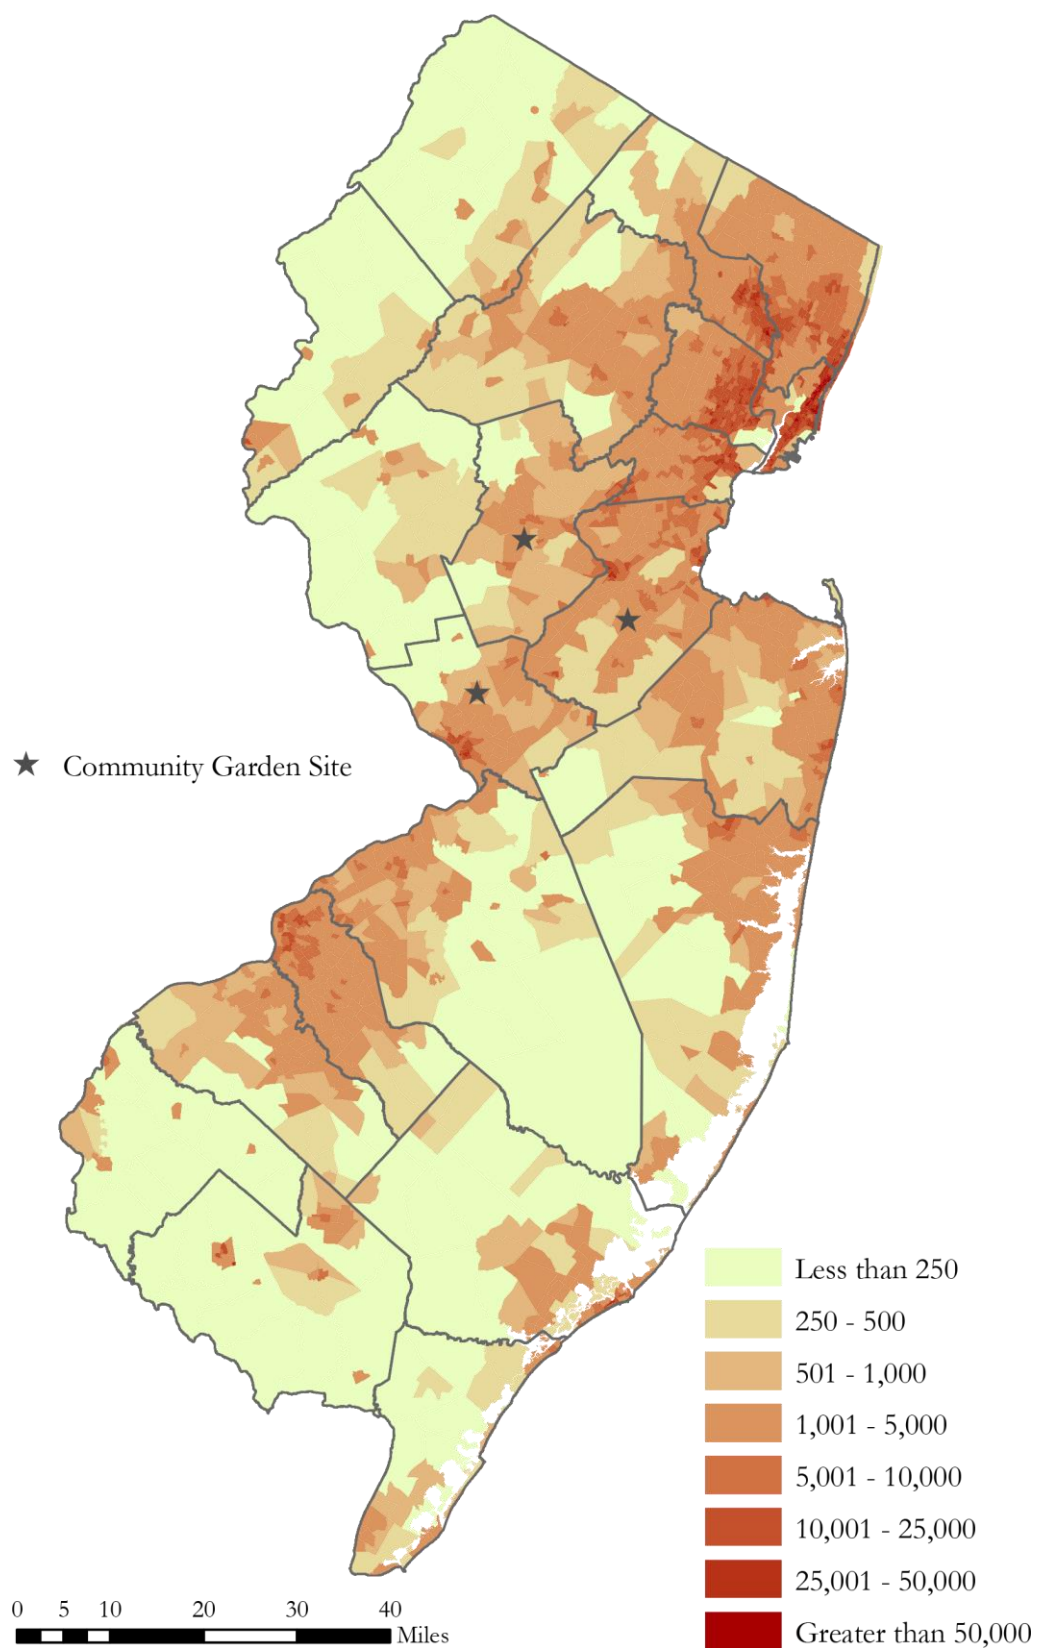 Community Garden Site
Less than 250
250 - 500
501 - 1,000
1,001 - 5,000
5,001 - 10,000
10,001 - 25,000
25,001 - 50,000
Greater than 50,000
0 5 10 20 30 40
Miles